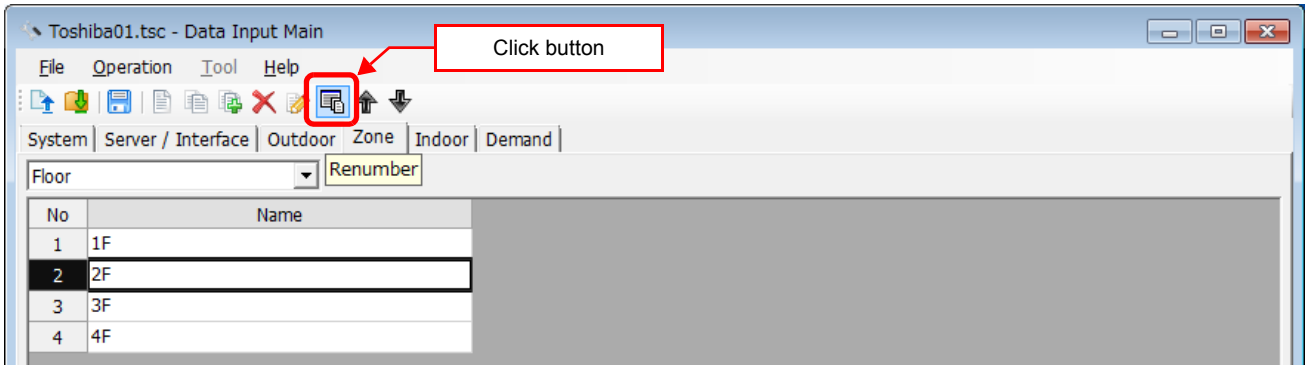 Toshiba01.tsc - Data Input Main
Click button
File Operation Tool Help
System Server / Interface Outdoor Zone Indoor Demand
Floor
Renumber
No Name
1 1F
2 2F
3 3F
4 4F